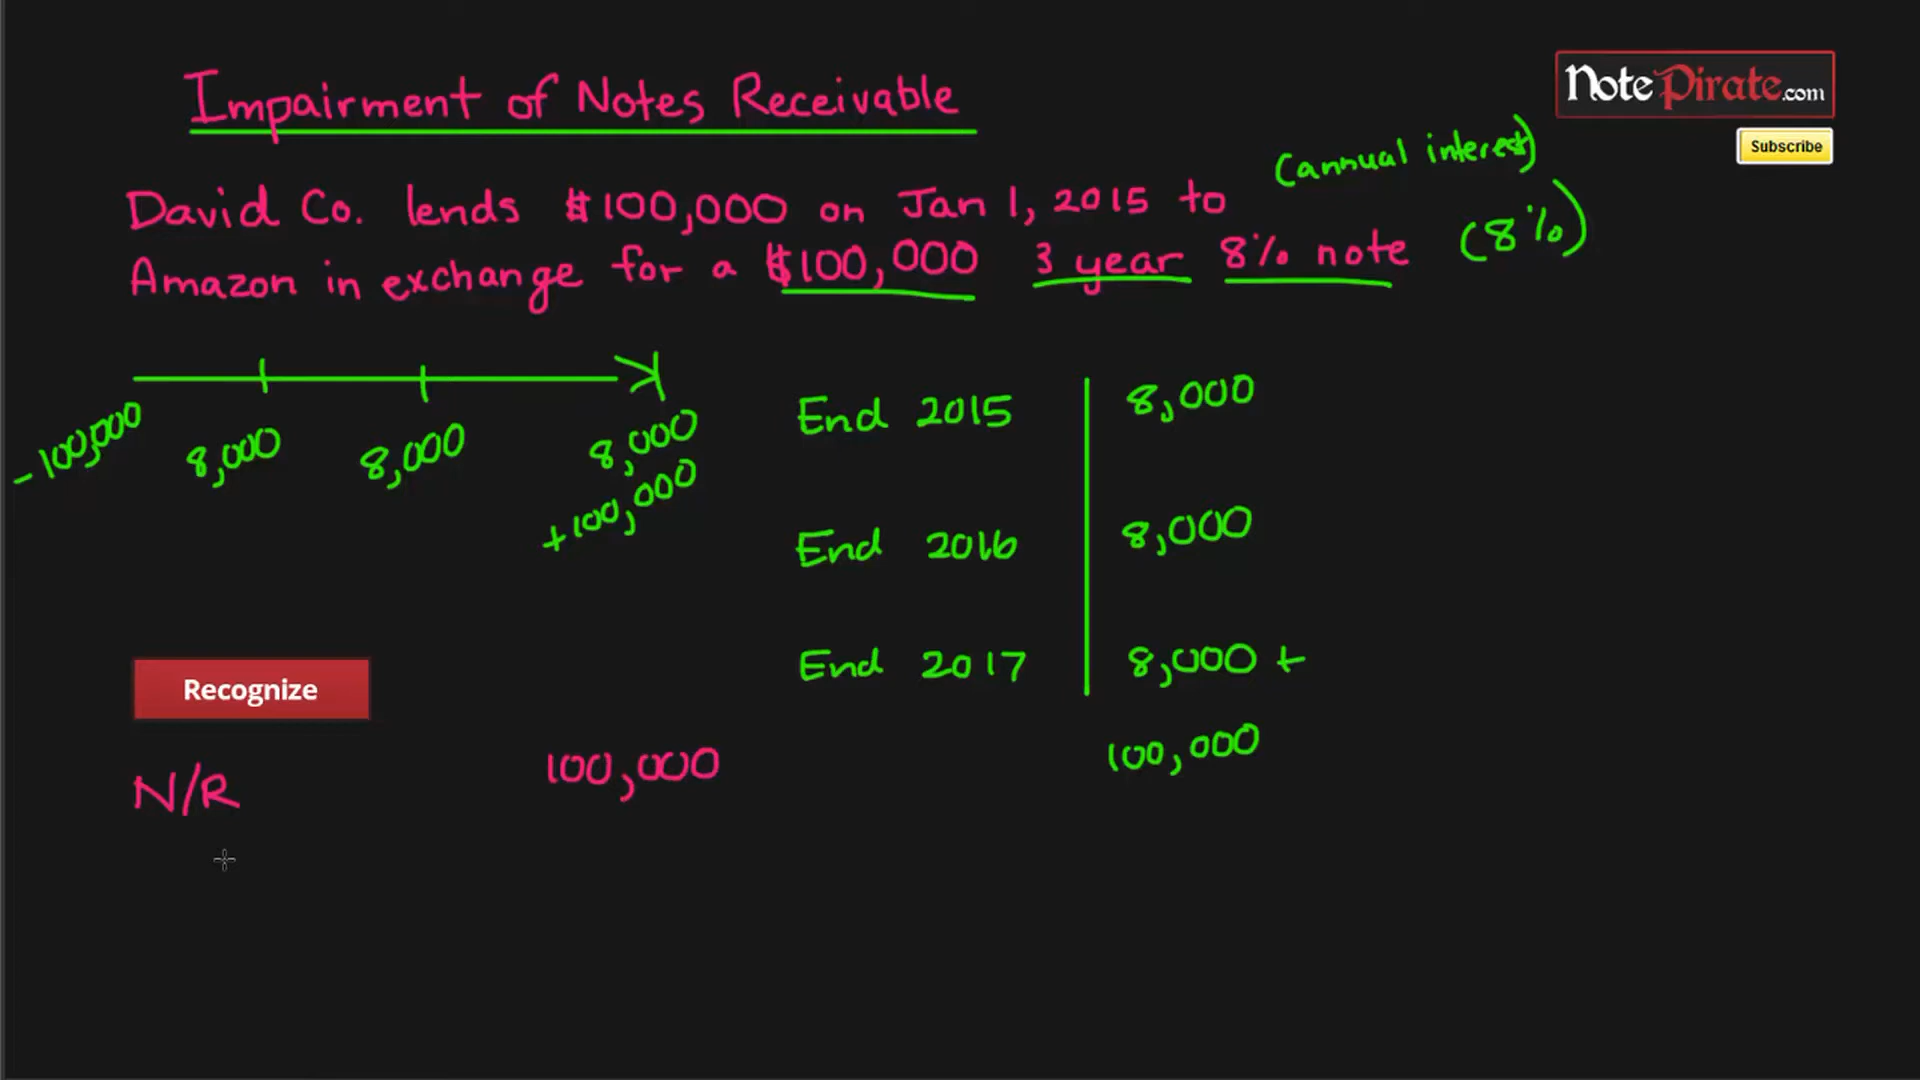 Impairment of Notes Receivable
NotePirate.com
Subscribe
(annual interest)
David Co. lends $100,000 on Jan 1, 2015 to
Amazon in exchange for a $100,000 3 year 8% note (8%)
-100,000 8,000 8,000 8,000
+100,000
End 2015 8,000
End 2016 8,000
End 2017 8,000 +
100,000
Recognize
N/R 100,000